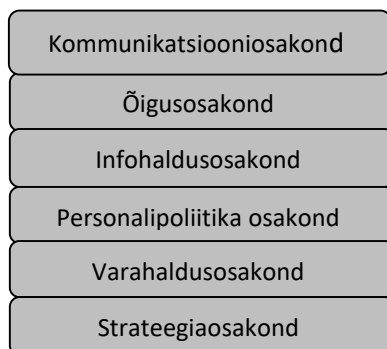 Kommunikatsiooniosakond
Õigusosakond
Infohaldusosakond
Personalipoliitika osakond
Varahaldusosakond
Strateegiaosakond